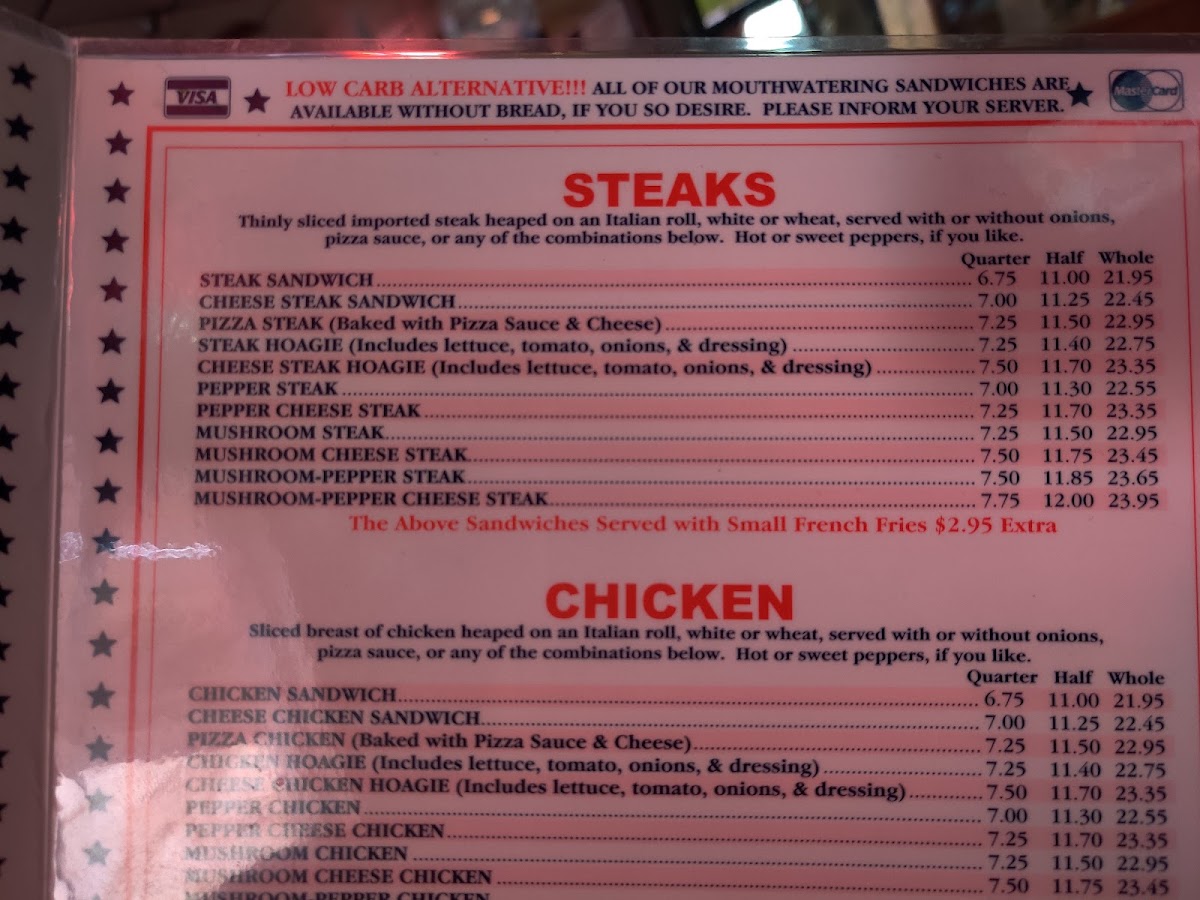 VISA LOW CARB ALTERNATIVE!!! ALL OF OUR MOUTHWATERING SANDWICHES ARE MasterCard
AVAILABLE WITHOUT BREAD, IF YOU SO DESIRE. PLEASE INFORM YOUR SERVER.
STEAKS
Thinly sliced imported steak heaped on an Italian roll, white or wheat, served with or without onions,
pizza sauce, or any of the combinations below. Hot or sweet peppers, if you like.
Quarter Half Whole
STEAK SANDWICH 6.75 11.00 21.95
CHEESE STEAK SANDWICH 7.00 11.25 22.45
PIZZA STEAK (Baked with Pizza Sauce & Cheese) 7.25 11.50 22.95
STEAK HOAGIE (Includes lettuce, tomato, onions, & dressing) 7.25 11.40 22.75
CHEESE STEAK HOAGIE (Includes lettuce, tomato, onions, & dressing) 7.50 11.70 23.35
PEPPER STEAK 7.00 11.30 22.55
PEPPER CHEESE STEAK 7.25 11.70 23.35
MUSHROOM STEAK 7.25 11.50 22.95
MUSHROOM CHEESE STEAK 7.50 11.75 23.45
MUSHROOM-PEPPER STEAK 7.50 11.85 23.65
MUSHROOM-PEPPER CHEESE STEAK 7.75 12.00 23.95
The Above Sandwiches Served with Small French Fries $2.95 Extra
CHICKEN
Sliced breast of chicken heaped on an Italian roll, white or wheat, served with or without onions,
pizza sauce, or any of the combinations below. Hot or sweet peppers, if you like.
Quarter Half Whole
CHICKEN SANDWICH 6.75 11.00 21.95
CHEESE CHICKEN SANDWICH 7.00 11.25 22.45
PIZZA CHICKEN (Baked with Pizza Sauce & Cheese) 7.25 11.50 22.95
CHICKEN HOAGIE (Includes lettuce, tomato, onions, & dressing) 7.25 11.40 22.75
CHEESE CHICKEN HOAGIE (Includes lettuce, tomato, onions, & dressing) 7.50 11.70 23.35
PEPPER CHICKEN 7.00 11.30 22.55
PEPPER CHEESE CHICKEN 7.25 11.70 23.35
MUSHROOM CHICKEN 7.25 11.50 22.95
MUSHROOM CHEESE CHICKEN 7.50 11.75 23.45
MUSHROOM-PEPPER CHICKEN